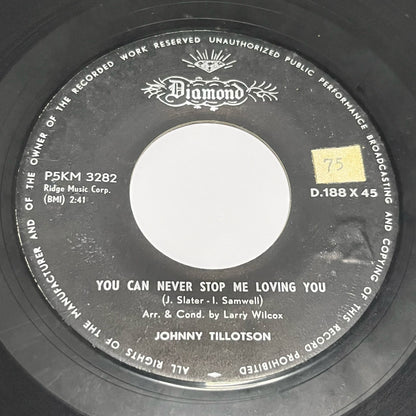 ALL RIGHTS OF THE MANUFACTURER AND OF THE OWNER OF THE RECORDED WORK RESERVED UNAUTHORIZED PUBLIC PERFORMANCE BROADCASTING AND COPYING OF THIS RECORD PROHIBITED
Diamond
P5KM 3282
Ridge Music Corp.
(BMI) 2:41
75
D.188 X 45
YOU CAN NEVER STOP ME LOVING YOU
(J. Slater - I. Samwell)
Arr. & Cond. by Larry Wilcox
JOHNNY TILLOTSON